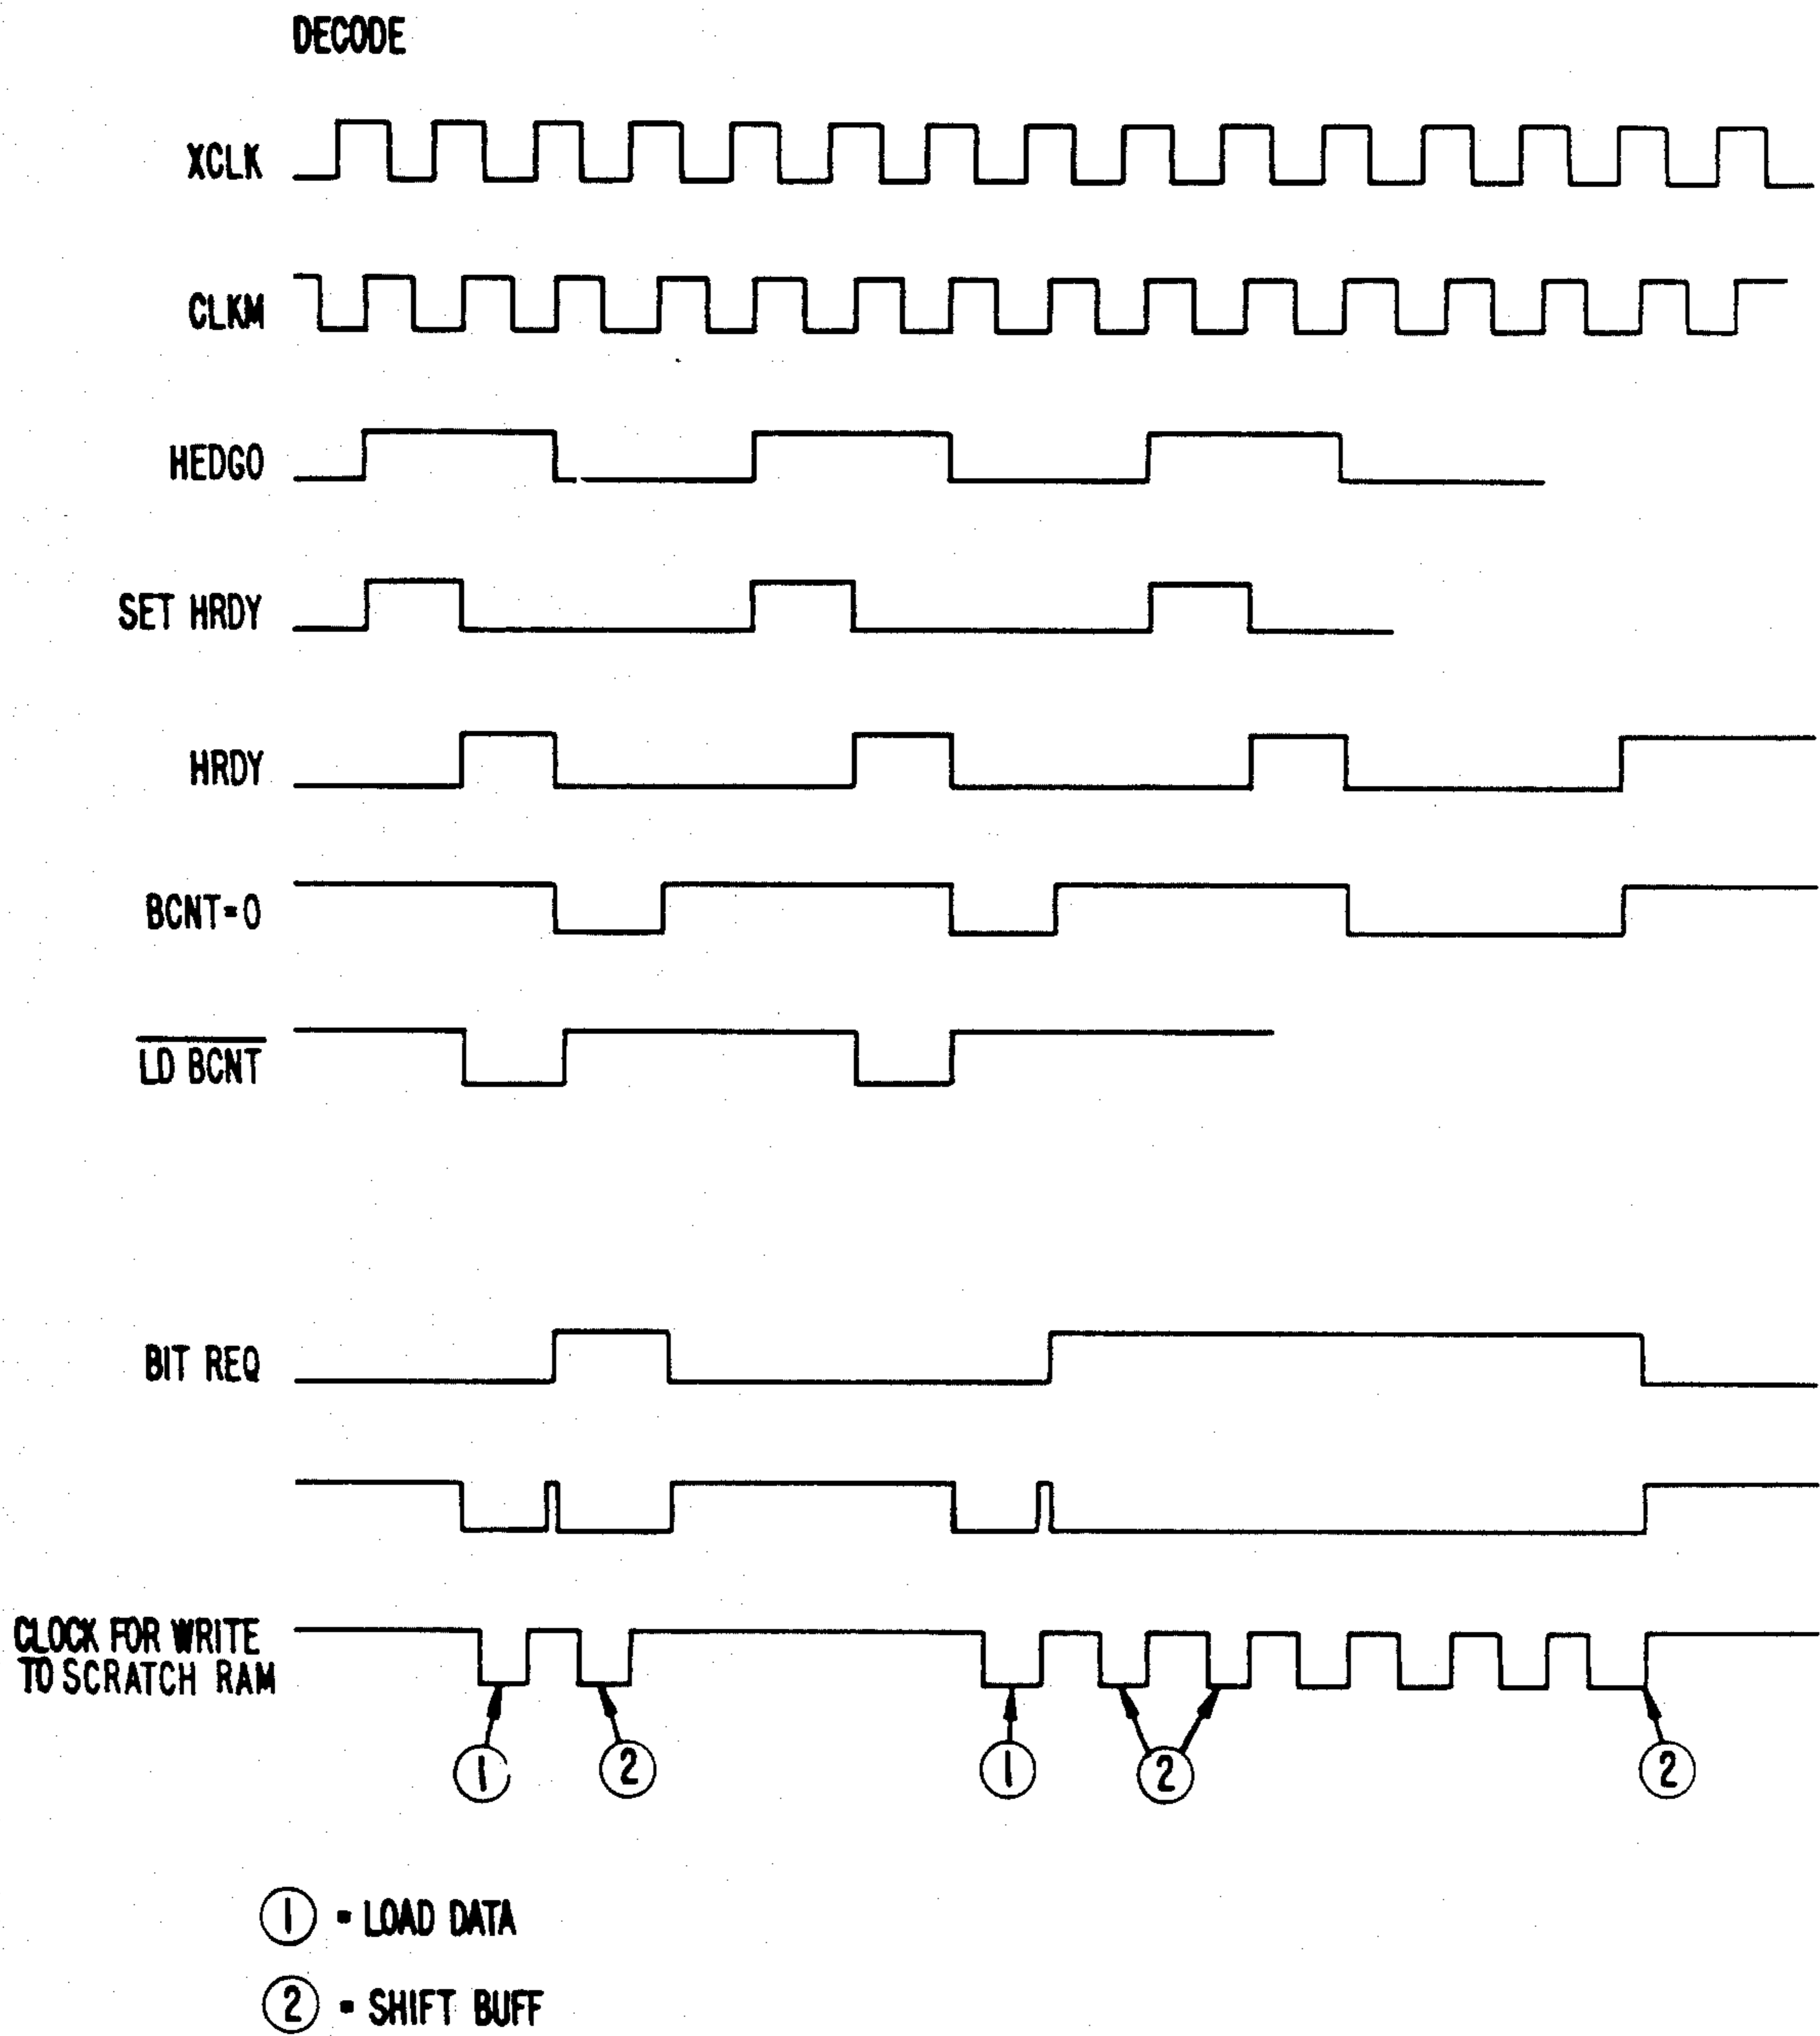 DECODE
XCLK
CLKM
HEDGO
SET HRDY
HRDY
BCNT=0
LD BCNT
BIT REQ
CLOCK FOR WRITE
TO SCRATCH RAM
1 2 1 2 2
1 = LOAD DATA
2 = SHIFT BUFF